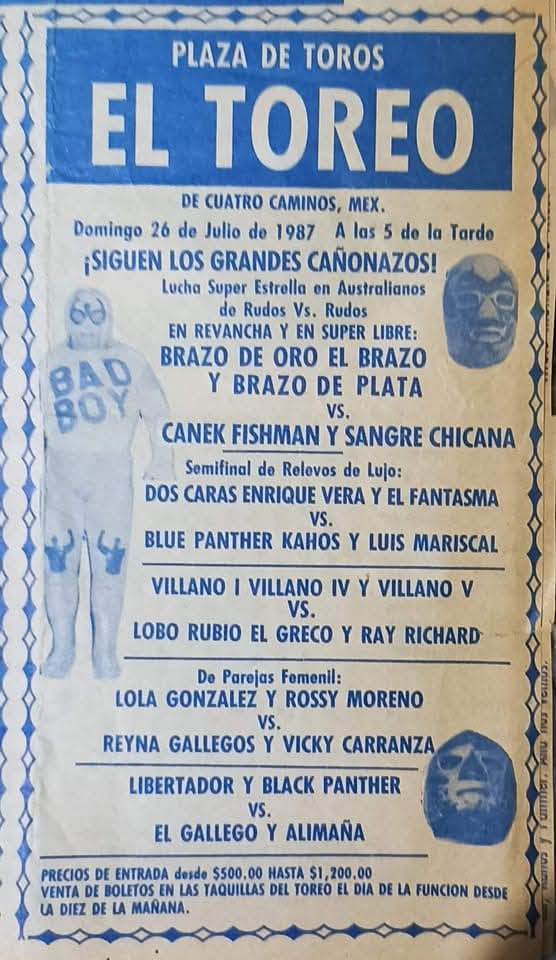 PLAZA DE TOROS
EL TOREO
DE CUATRO CAMINOS, MEX.
Domingo 26 de Julio de 1987 A las 5 de la Tarde
¡SIGUEN LOS GRANDES CAÑONAZOS!
Lucha Super Estrella en Australianos
de Rudos Vs. Rudos
EN REVANCHA Y EN SUPER LIBRE:
BRAZO DE ORO EL BRAZO
Y BRAZO DE PLATA
VS.
CANEK FISHMAN Y SANGRE CHICANA
BAD
BOY
Semifinal de Relevos de Lujo:
DOS CARAS ENRIQUE VERA Y EL FANTASMA
VS.
BLUE PANTHER KAHOS Y LUIS MARISCAL
VILLANO I VILLANO IV Y VILLANO V
VS.
LOBO RUBIO EL GRECO Y RAY RICHARD
De Parejas Femenil:
LOLA GONZALEZ Y ROSSY MORENO
VS.
REYNA GALLEGOS Y VICKY CARRANZA
LIBERTADOR Y BLACK PANTHER
VS.
EL GALLEGO Y ALIMAÑA
PRECIOS DE ENTRADA desde $500.00 HASTA $1,200.00
VENTA DE BOLETOS EN LAS TAQUILLAS DEL TOREO EL DIA DE LA FUNCION DESDE
LA DIEZ DE LA MAÑANA.